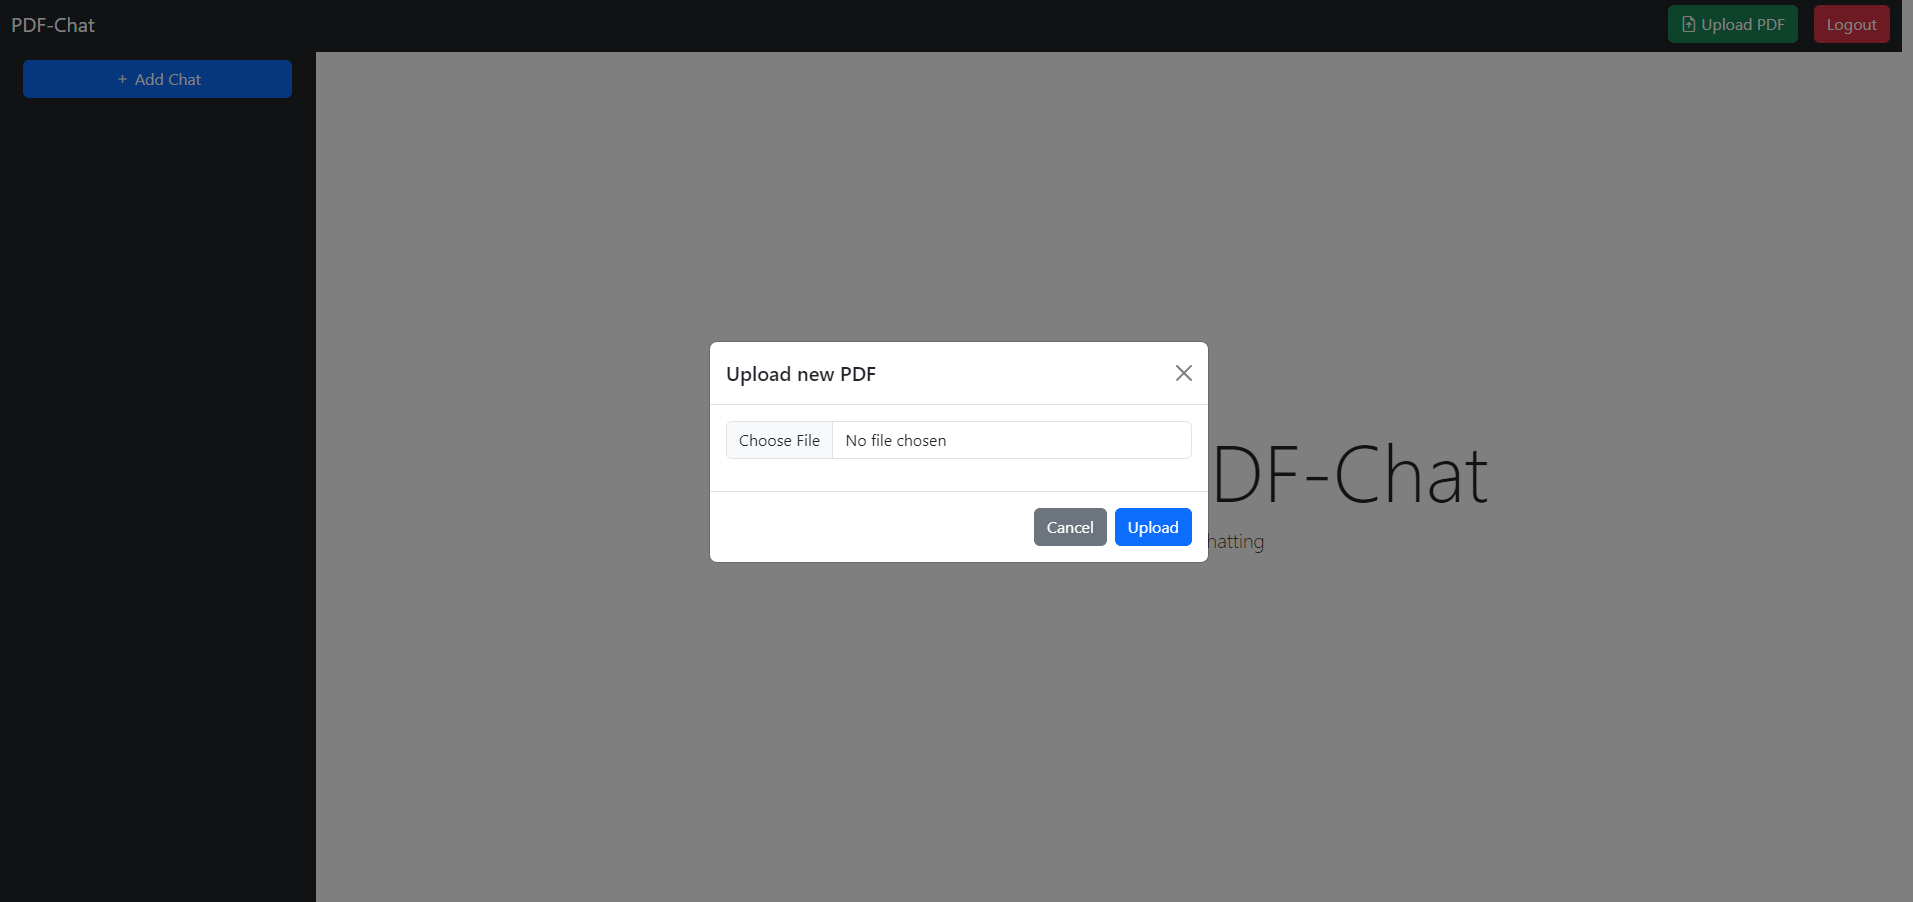 PDF-Chat
Upload PDF
Logout
+ Add Chat
Upload new PDF
Choose File
No file chosen
DF-Chat
hatting
Cancel
Upload